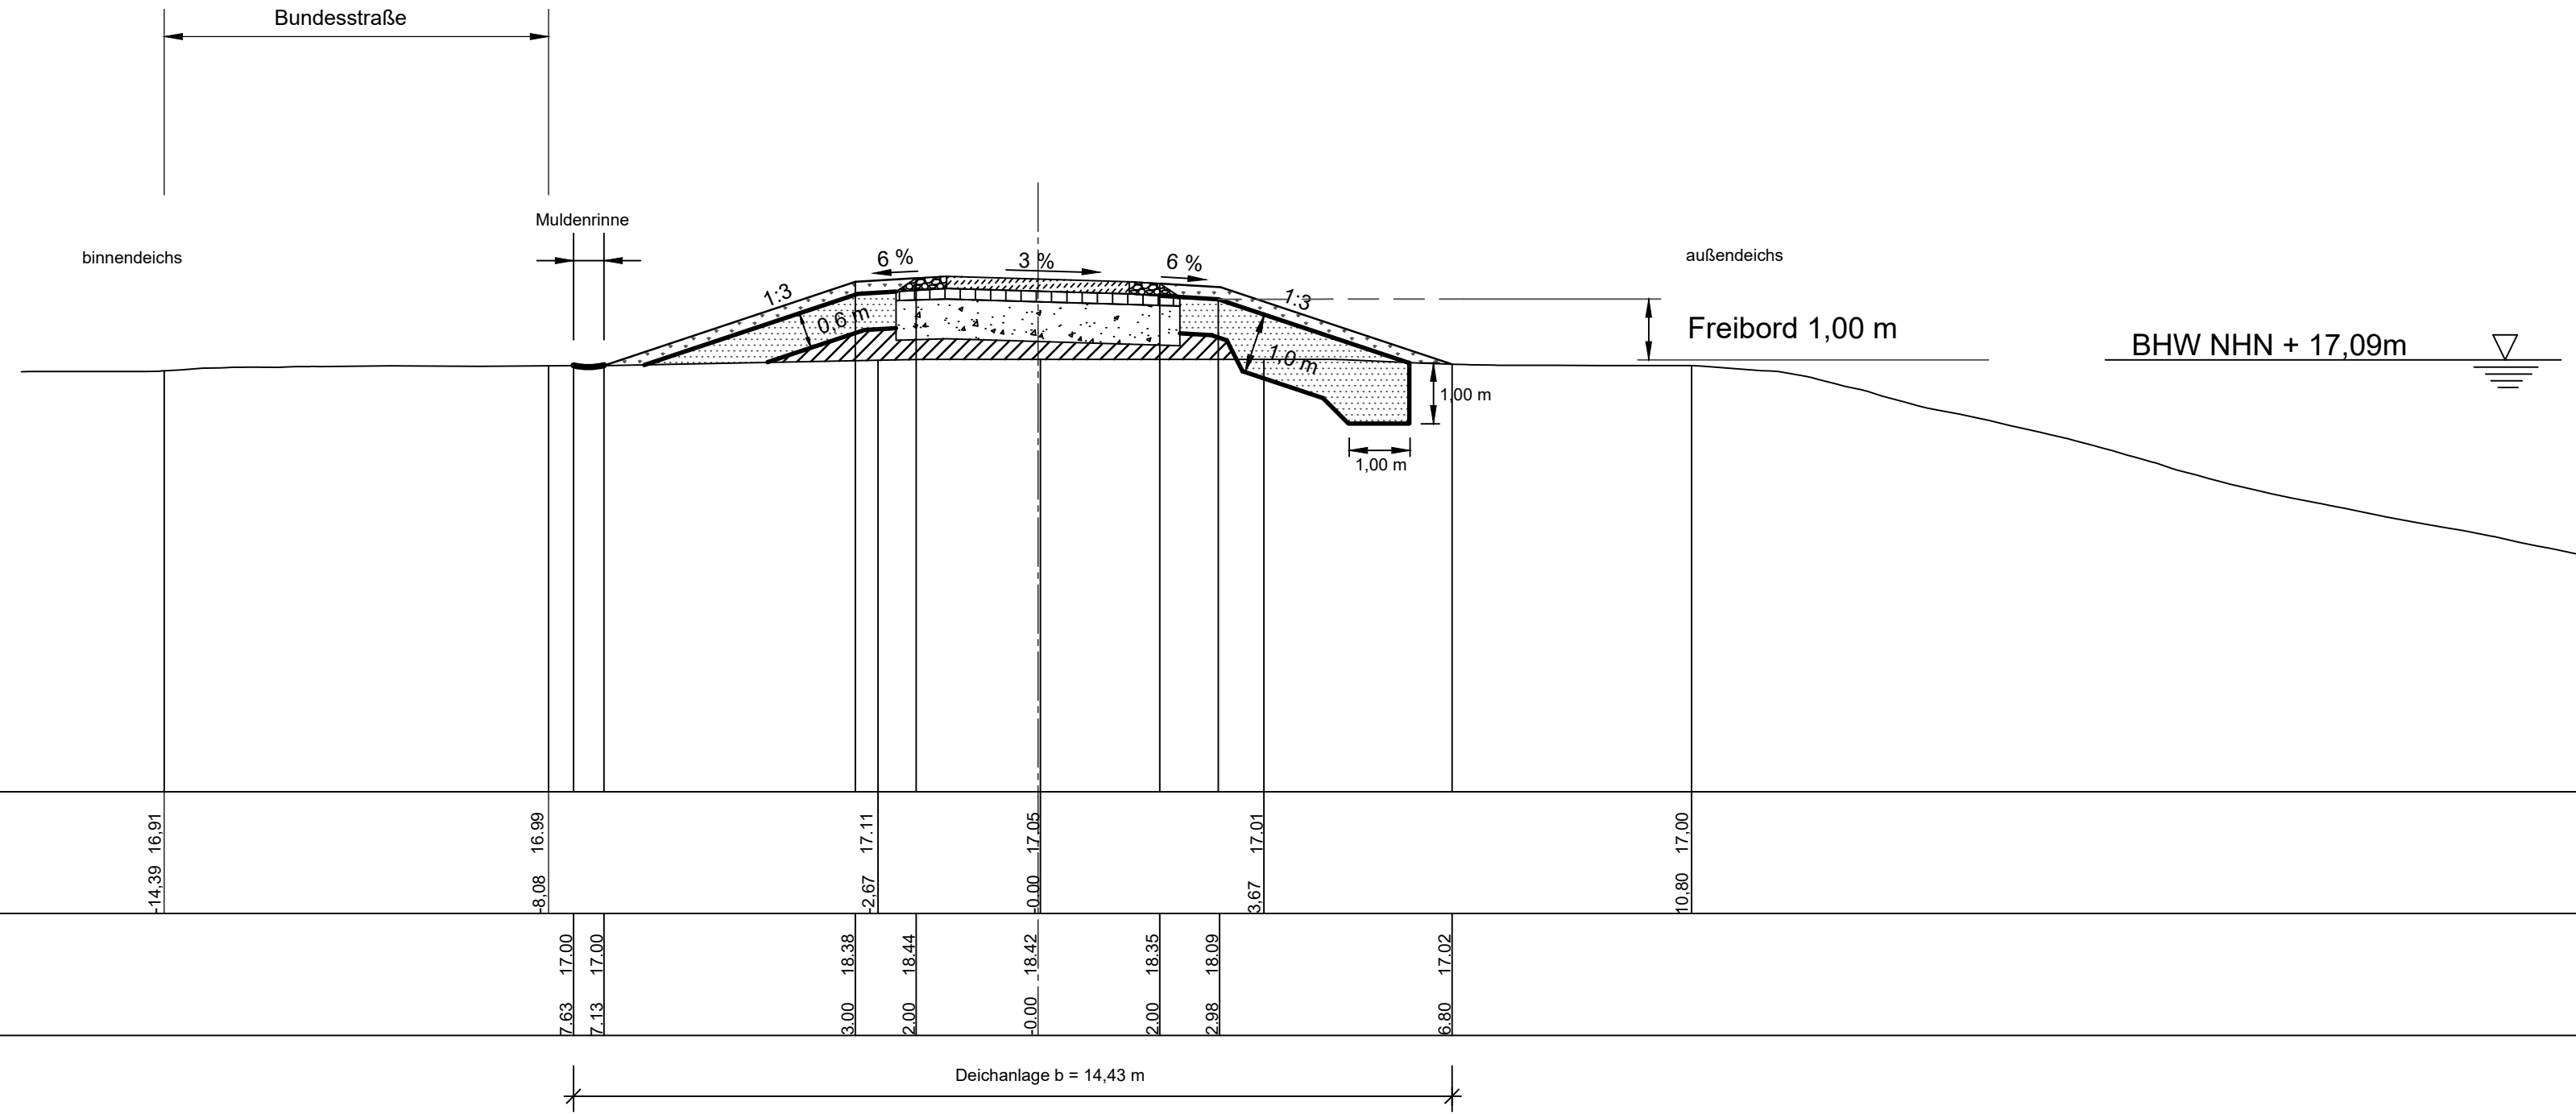 Bundesstraße
Muldenrinne
binnendeichs
außendeichs
6 %
3 %
6 %
1:3
1:3
0,6 m
1,0 m
Freibord 1,00 m
BHW NHN + 17,09m
1,00 m
1,00 m
-14,39 16,91
-8,08 16.99
-2,67 17.11
-0.00 17.05
3,67 17.01
10,80 17,00
7.63 17.00
7.13 17.00
3.00 18.38
2.00 18.44
-0.00 18.42
2.00 18.35
2.98 18.09
6.80 17.02
Deichanlage b = 14,43 m